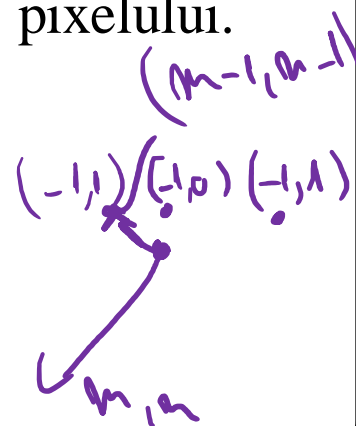 pixelului.
(m-1, m-1)
(-1,1) (-1,0) (-1,1)
m, m